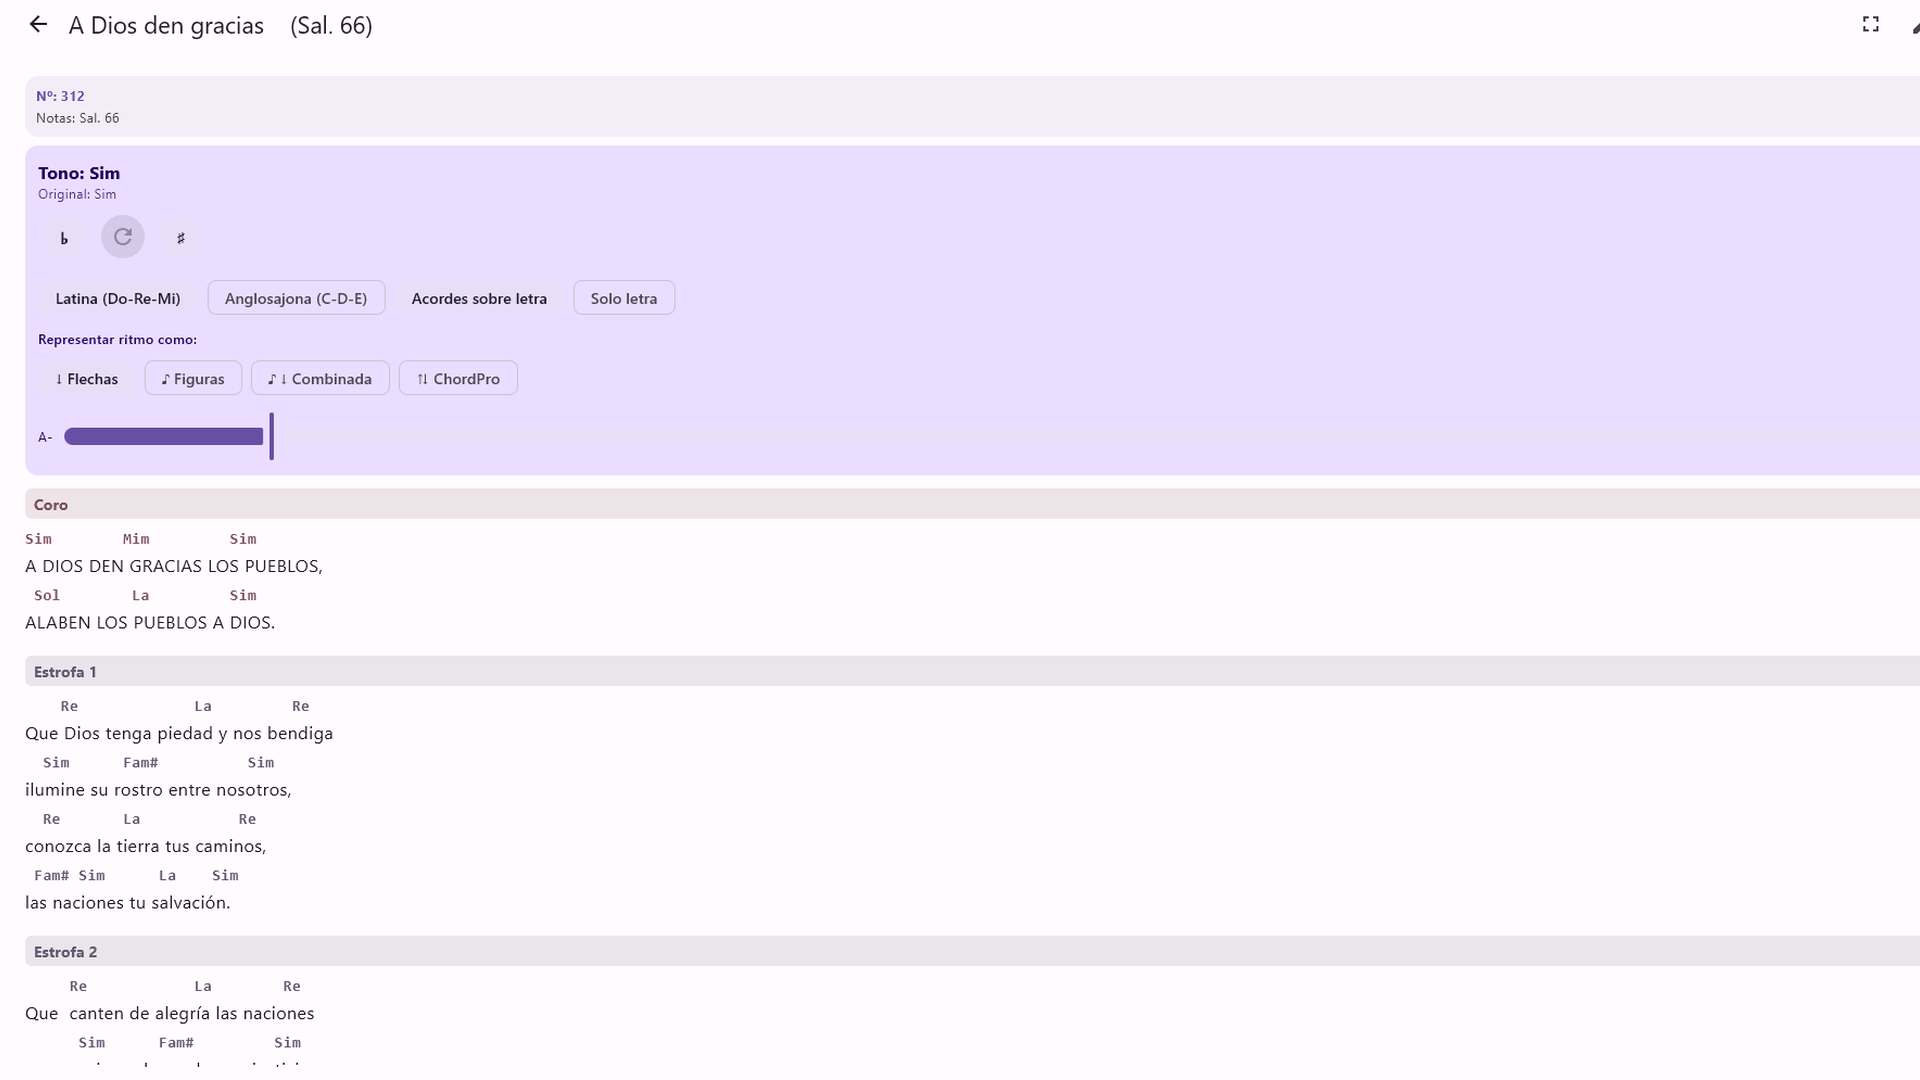 A Dios den gracias    (Sal. 66)
Nº: 312
Notas: Sal. 66
Tono: Sim
Original: Sim
♭ ♯
Latina (Do-Re-Mi) Anglosajona (C-D-E) Acordes sobre letra Solo letra
Representar ritmo como:
↓ Flechas ♪ Figuras ♪↓ Combinada ↑↓ ChordPro
A-
Coro
Sim        Mim         Sim
A DIOS DEN GRACIAS LOS PUEBLOS,
 Sol        La         Sim
ALABEN LOS PUEBLOS A DIOS.
Estrofa 1
    Re             La         Re
Que Dios tenga piedad y nos bendiga
  Sim      Fam#          Sim
ilumine su rostro entre nosotros,
  Re       La           Re
conozca la tierra tus caminos,
 Fam# Sim      La    Sim
las naciones tu salvación.
Estrofa 2
     Re            La        Re
Que  canten de alegría las naciones
      Sim      Fam#         Sim